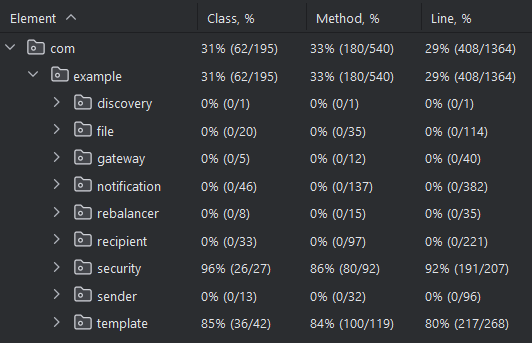 Element Class, % Method, % Line, %
com 31% (62/195) 33% (180/540) 29% (408/1364)
example 31% (62/195) 33% (180/540) 29% (408/1364)
discovery 0% (0/1) 0% (0/1) 0% (0/1)
file 0% (0/20) 0% (0/35) 0% (0/114)
gateway 0% (0/5) 0% (0/12) 0% (0/40)
notification 0% (0/46) 0% (0/137) 0% (0/382)
rebalancer 0% (0/8) 0% (0/15) 0% (0/35)
recipient 0% (0/33) 0% (0/97) 0% (0/221)
security 96% (26/27) 86% (80/92) 92% (191/207)
sender 0% (0/13) 0% (0/32) 0% (0/96)
template 85% (36/42) 84% (100/119) 80% (217/268)